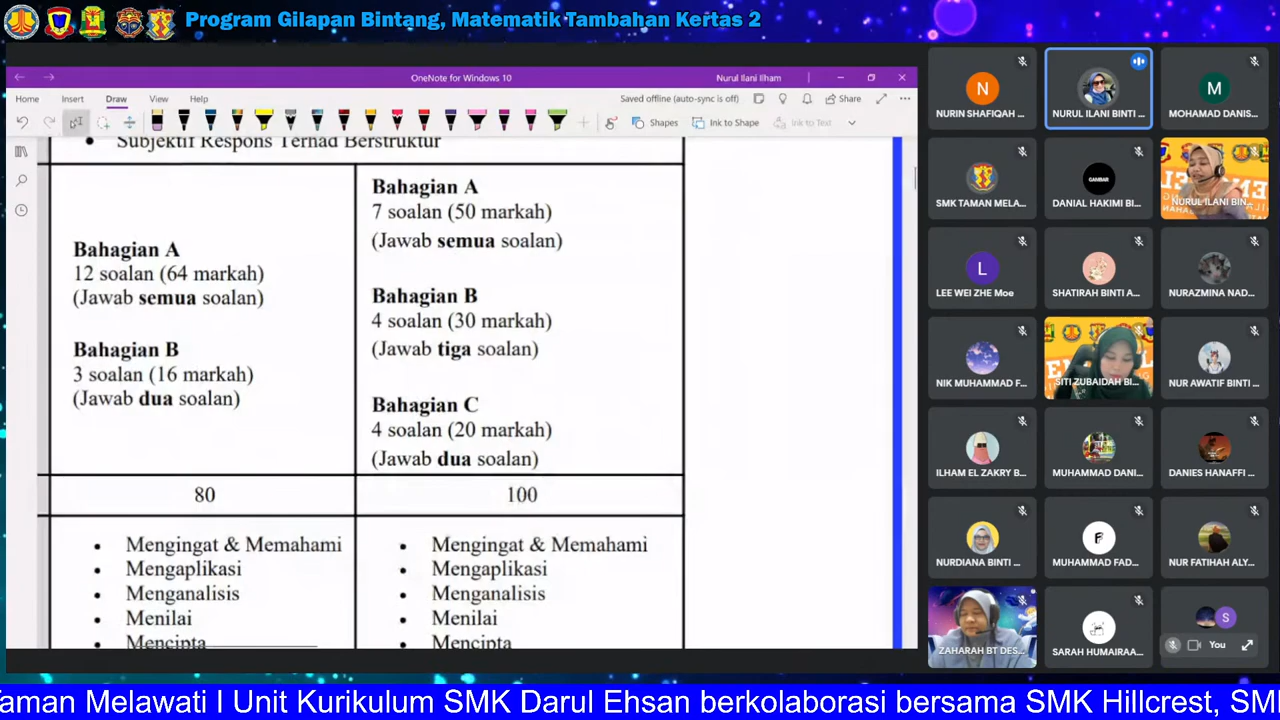 Program Gilapan Bintang, Matematik Tambahan Kertas 2
OneNote for Windows 10
Nurul Ilani Ilham
Home Insert Draw View Help
Saved offline (auto-sync is off)
Share
Shapes
Ink to Shape
Ink to Math
Subjektif Respons Terhad Berstruktur
Bahagian A
12 soalan (64 markah)
(Jawab semua soalan)
Bahagian B
3 soalan (16 markah)
(Jawab dua soalan)
Bahagian A
7 soalan (50 markah)
(Jawab semua soalan)
Bahagian B
4 soalan (30 markah)
(Jawab tiga soalan)
Bahagian C
4 soalan (20 markah)
(Jawab dua soalan)
80
100
Mengingat & Memahami
Mengaplikasi
Menganalisis
Menilai
Mencipta
Mengingat & Memahami
Mengaplikasi
Menganalisis
Menilai
Mencipta
N
NURIN SHAFIQAH ...
NURUL ILANI BINTI ...
M
MOHAMAD DANIS...
SMK TAMAN MELA...
GAMBAR
DANIAL HAKIMI BI...
NURUL ILANI BIN...
L
LEE WEI ZHE Moe
SHATIRAH BINTI A...
NURAZMINA NAD...
NIK MUHAMMAD F...
SITI ZUBAIDAH BI...
NUR AWATIF BINTI ...
ILHAM EL ZAKRY B...
MUHAMMAD DANI...
DANIES HANAFFI ...
NURDIANA BINTI ...
F
MUHAMMAD FAD...
NUR FATIHAH ALY...
ZAHARAH BT DES...
SARAH HUMAIRAA...
S
You
Taman Melawati I Unit Kurikulum SMK Darul Ehsan berkolaborasi bersama SMK Hillcrest, SM